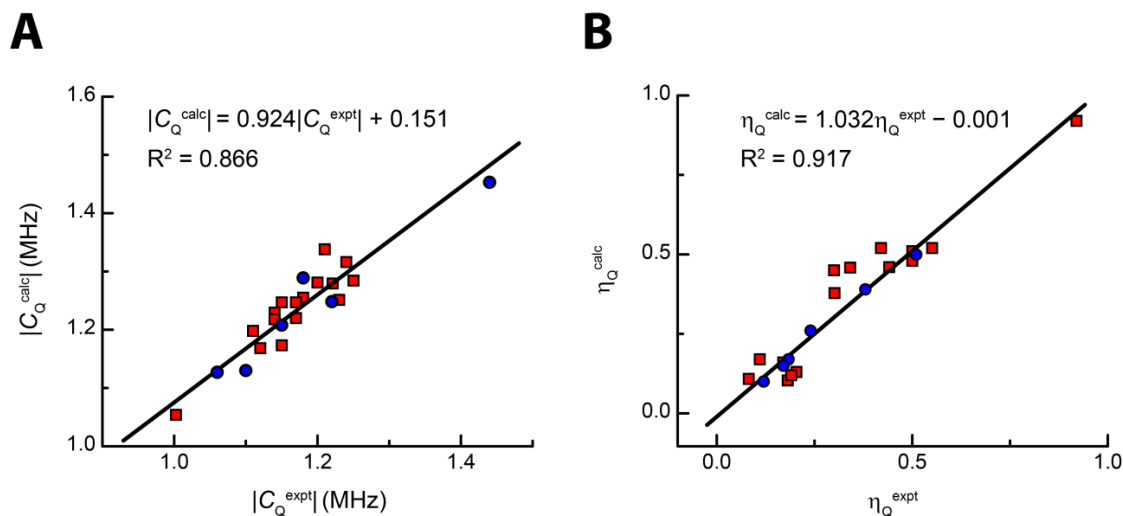 A
1.6
|C_Q^calc| = 0.924|C_Q^expt| + 0.151
R² = 0.866
1.4
|C_Q^calc| (MHz)
1.2
1.0
1.0 1.2 1.4
|C_Q^expt| (MHz)
B
1.0
η_Q^calc = 1.032η_Q^expt − 0.001
R² = 0.917
η_Q^calc
0.5
0.0
0.0 0.5 1.0
η_Q^expt